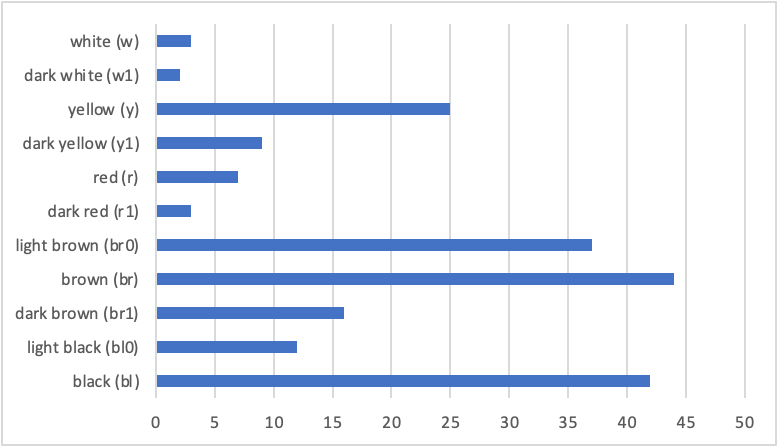 white (w)
dark white (w1)
yellow (y)
dark yellow (y1)
red (r)
dark red (r1)
light brown (br0)
brown (br)
dark brown (br1)
light black (bl0)
black (bl)
0 5 10 15 20 25 30 35 40 45 50